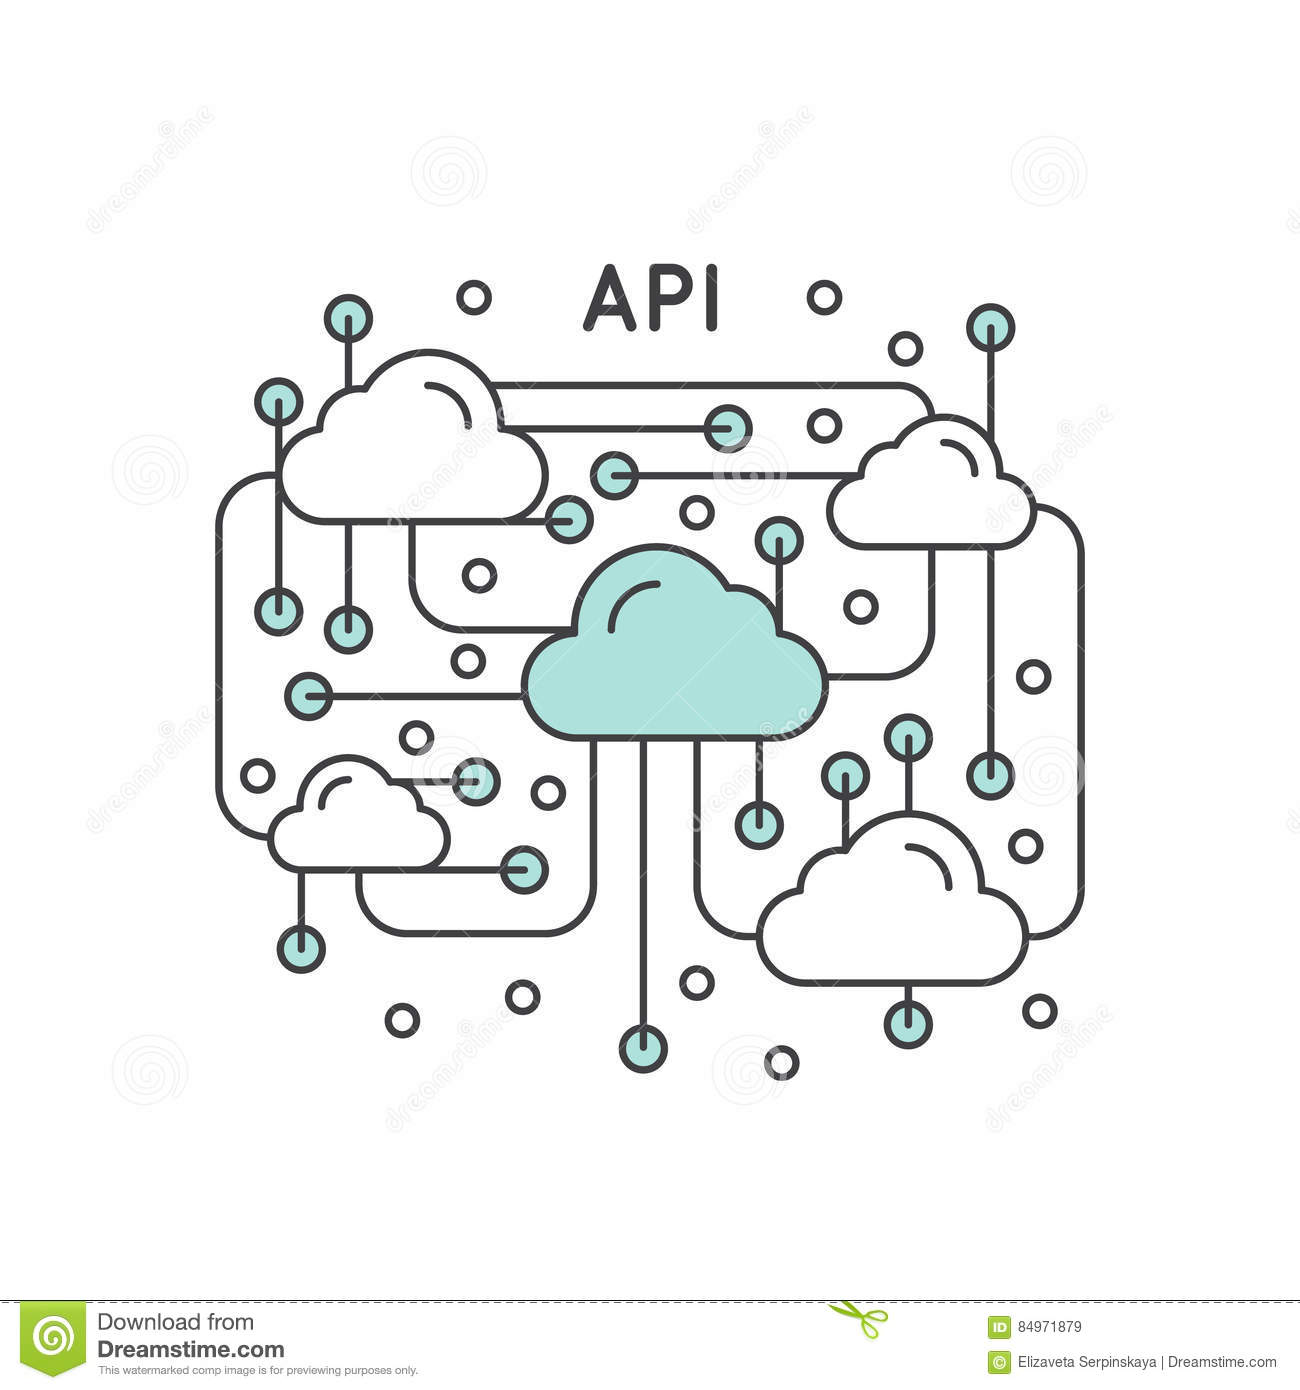 API
dreamstime
Download from
Dreamstime.com
This watermarked comp image is for previewing purposes only.
ID 84971879
© Elizaveta Serpinskaya | Dreamstime.com